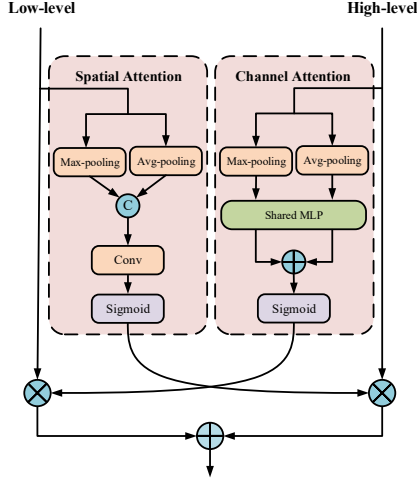 Low-level High-level
Spatial Attention Channel Attention
Max-pooling Avg-pooling Max-pooling Avg-pooling
C Shared MLP
Conv
Sigmoid Sigmoid